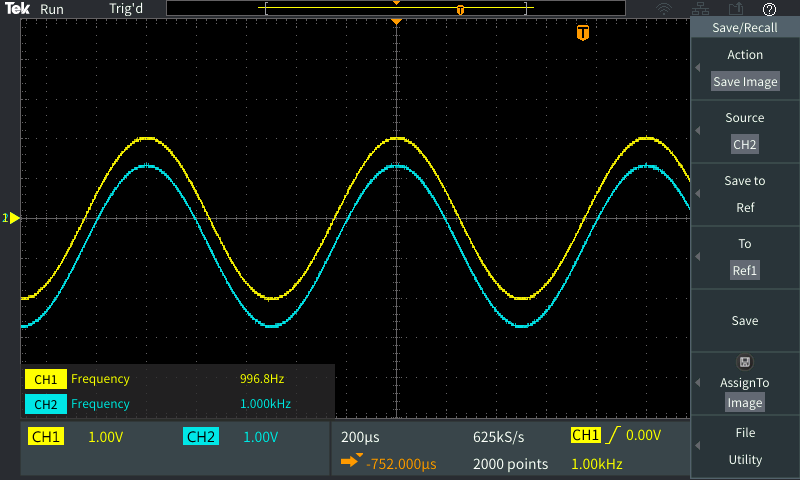 Tek Run Trig'd
T
?
T
Save/Recall
Action
Save Image
Source
CH2
Save to
Ref
To
Ref1
Save
AssignTo
Image
File
Utility
CH1 Frequency 996.8Hz
CH2 Frequency 1.000kHz
CH1 1.00V CH2 1.00V
200µs 625kS/s CH1 0.00V
-752.000µs 2000 points 1.00kHz